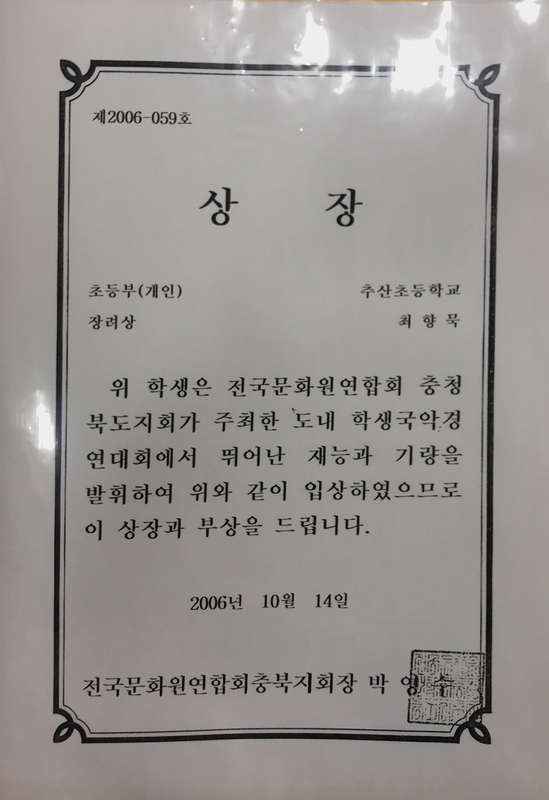 제2006-059호
상 장
초등부(개인) 추산초등학교
장려상 최 향 묵
위 학생은 전국문화원연합회 충청
북도지회가 주최한 도내 학생국악경
연대회에서 뛰어난 재능과 기량을
발휘하여 위와 같이 입상하였으므로
이 상장과 부상을 드립니다.
2006년 10월 14일
전국문화원연합회충북지회장 박 영 수